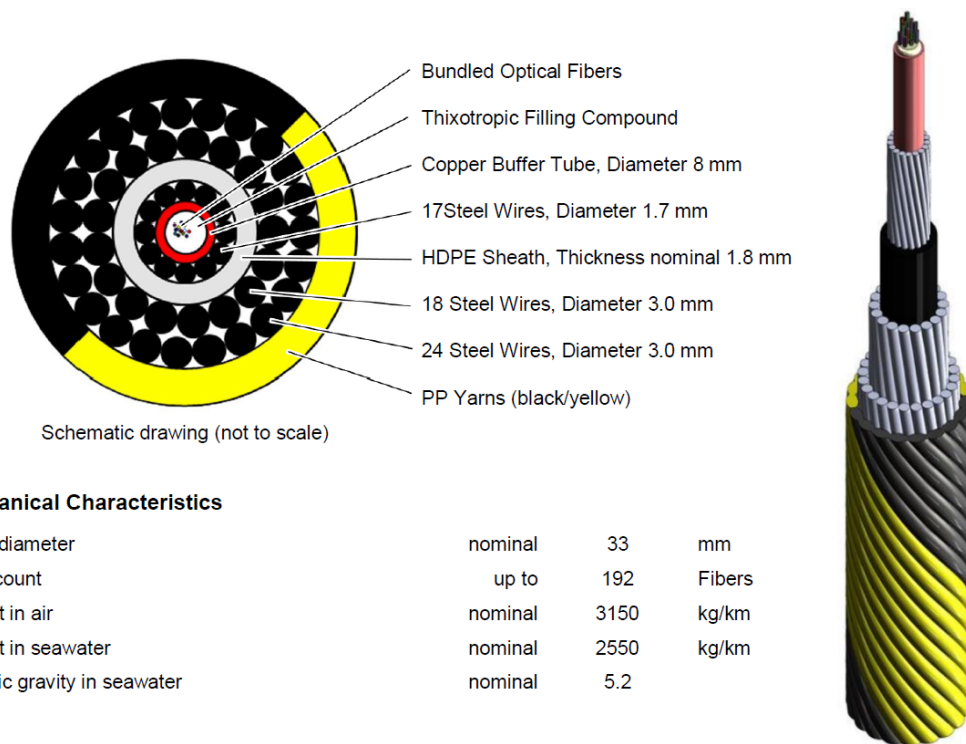 Bundled Optical Fibers
Thixotropic Filling Compound
Copper Buffer Tube, Diameter 8 mm
17Steel Wires, Diameter 1.7 mm
HDPE Sheath, Thickness nominal 1.8 mm
18 Steel Wires, Diameter 3.0 mm
24 Steel Wires, Diameter 3.0 mm
PP Yarns (black/yellow)
Schematic drawing (not to scale)
anical Characteristics
diameter nominal 33 mm
count up to 192 Fibers
t in air nominal 3150 kg/km
t in seawater nominal 2550 kg/km
ic gravity in seawater nominal 5.2